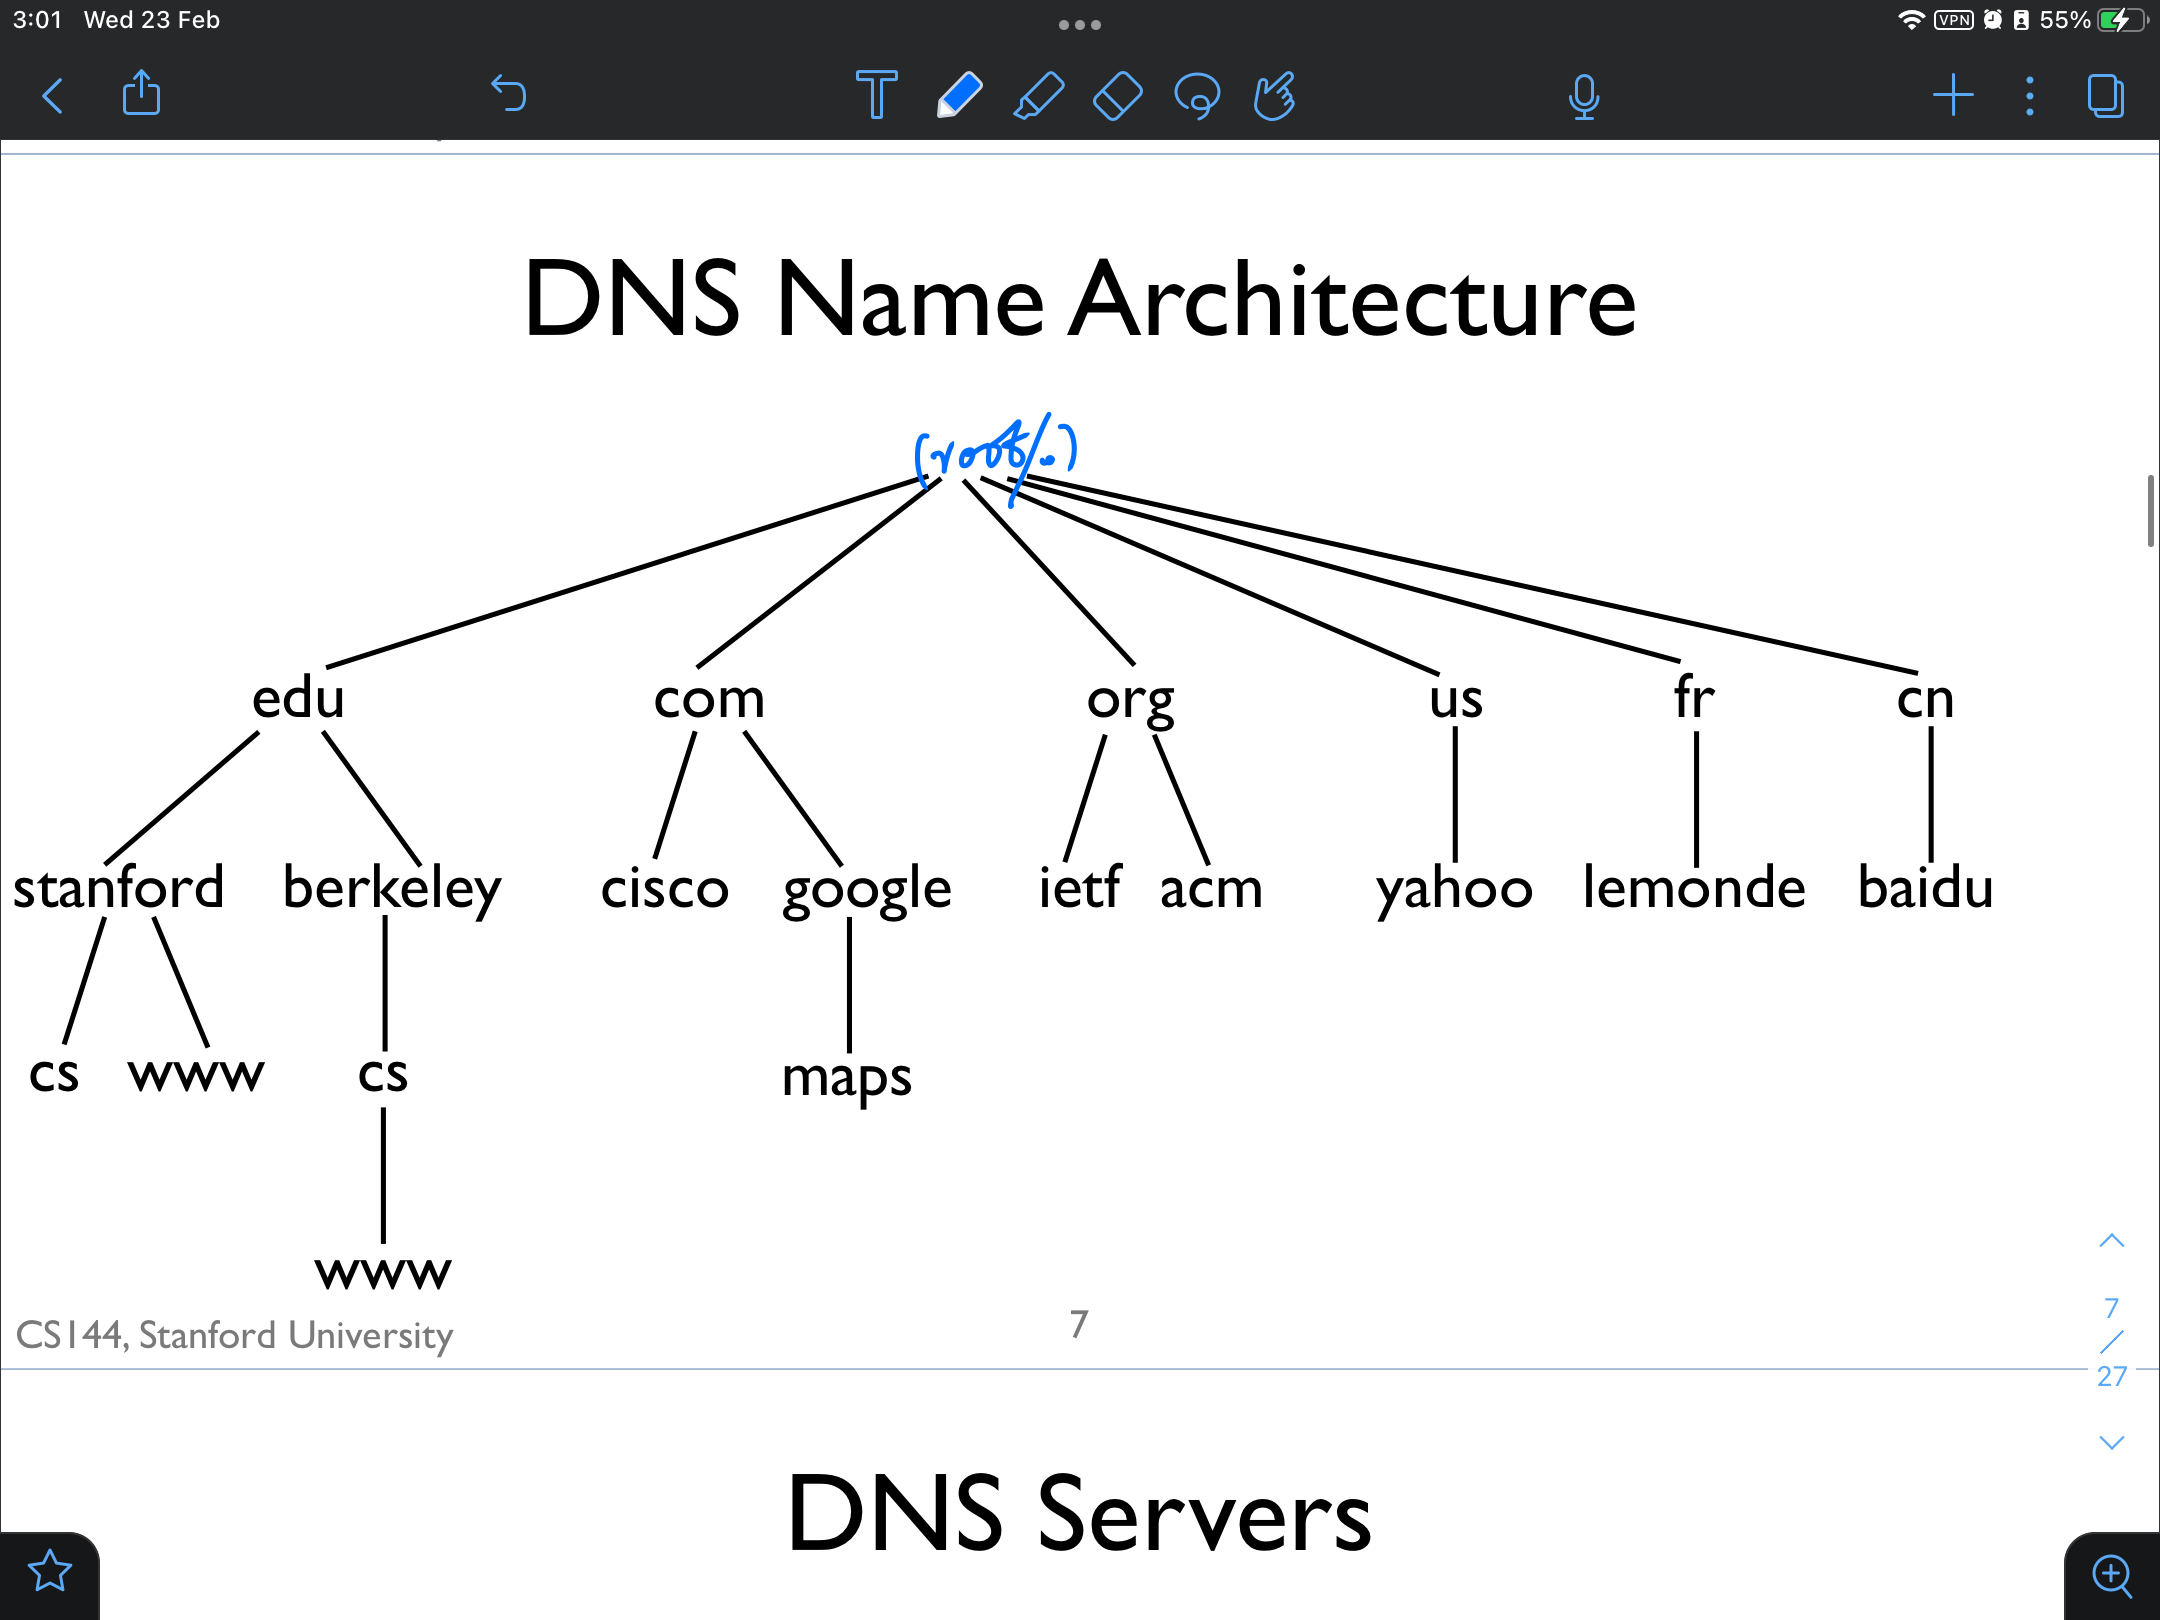 3:01 Wed 23 Feb VPN 55%
DNS Name Architecture
(root/.)
edu com org us fr cn
stanford berkeley cisco google ietf acm yahoo lemonde baidu
cs www cs maps
www
CS144, Stanford University 7
7
/
27
DNS Servers